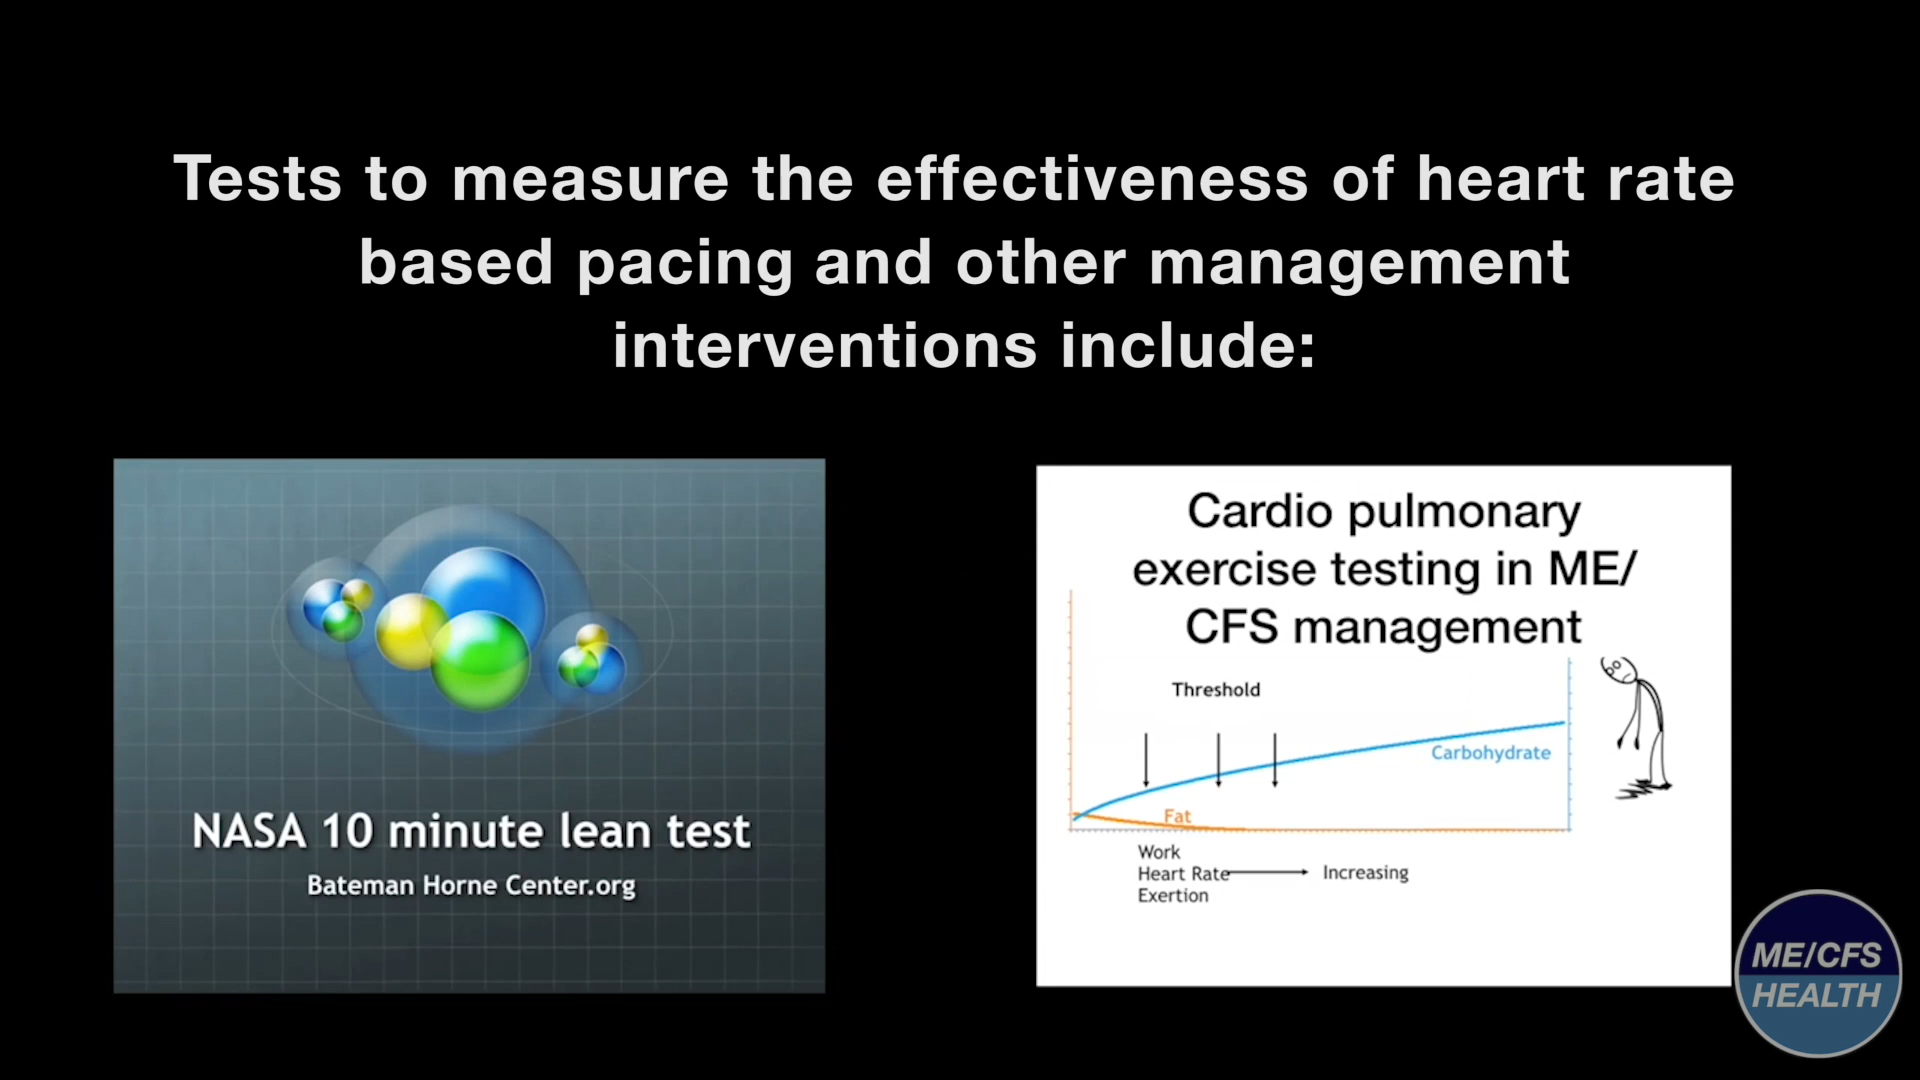 Tests to measure the effectiveness of heart rate
based pacing and other management
interventions include:
NASA 10 minute lean test
Bateman Horne Center.org
Cardio pulmonary
exercise testing in ME/
CFS management
Threshold
Carbohydrate
Fat
Work
Heart Rate
Increasing
Exertion
ME/CFS
HEALTH